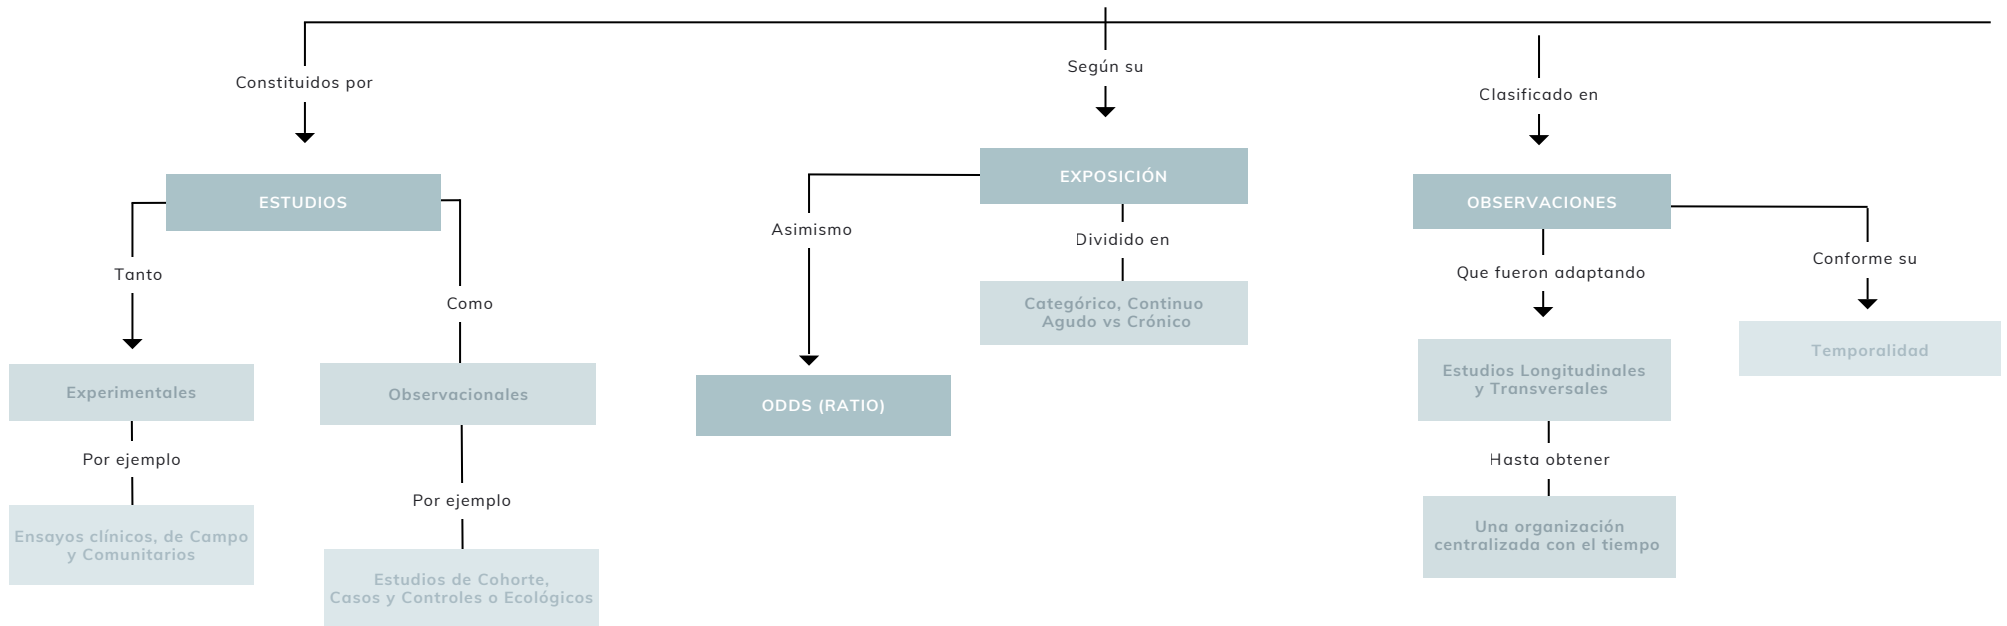 Constituidos por
ESTUDIOS
Tanto
Como
Experimentales
Observacionales
Por ejemplo
Por ejemplo
Ensayos clínicos, de Campo
y Comunitarios
Estudios de Cohorte,
Casos y Controles o Ecológicos
Según su
EXPOSICIÓN
Asimismo
Dividido en
Categórico, Continuo
Agudo vs Crónico
ODDS (RATIO)
Clasificado en
OBSERVACIONES
Que fueron adaptando
Conforme su
Estudios Longitudinales
y Transversales
Temporalidad
Hasta obtener
Una organización
centralizada con el tiempo